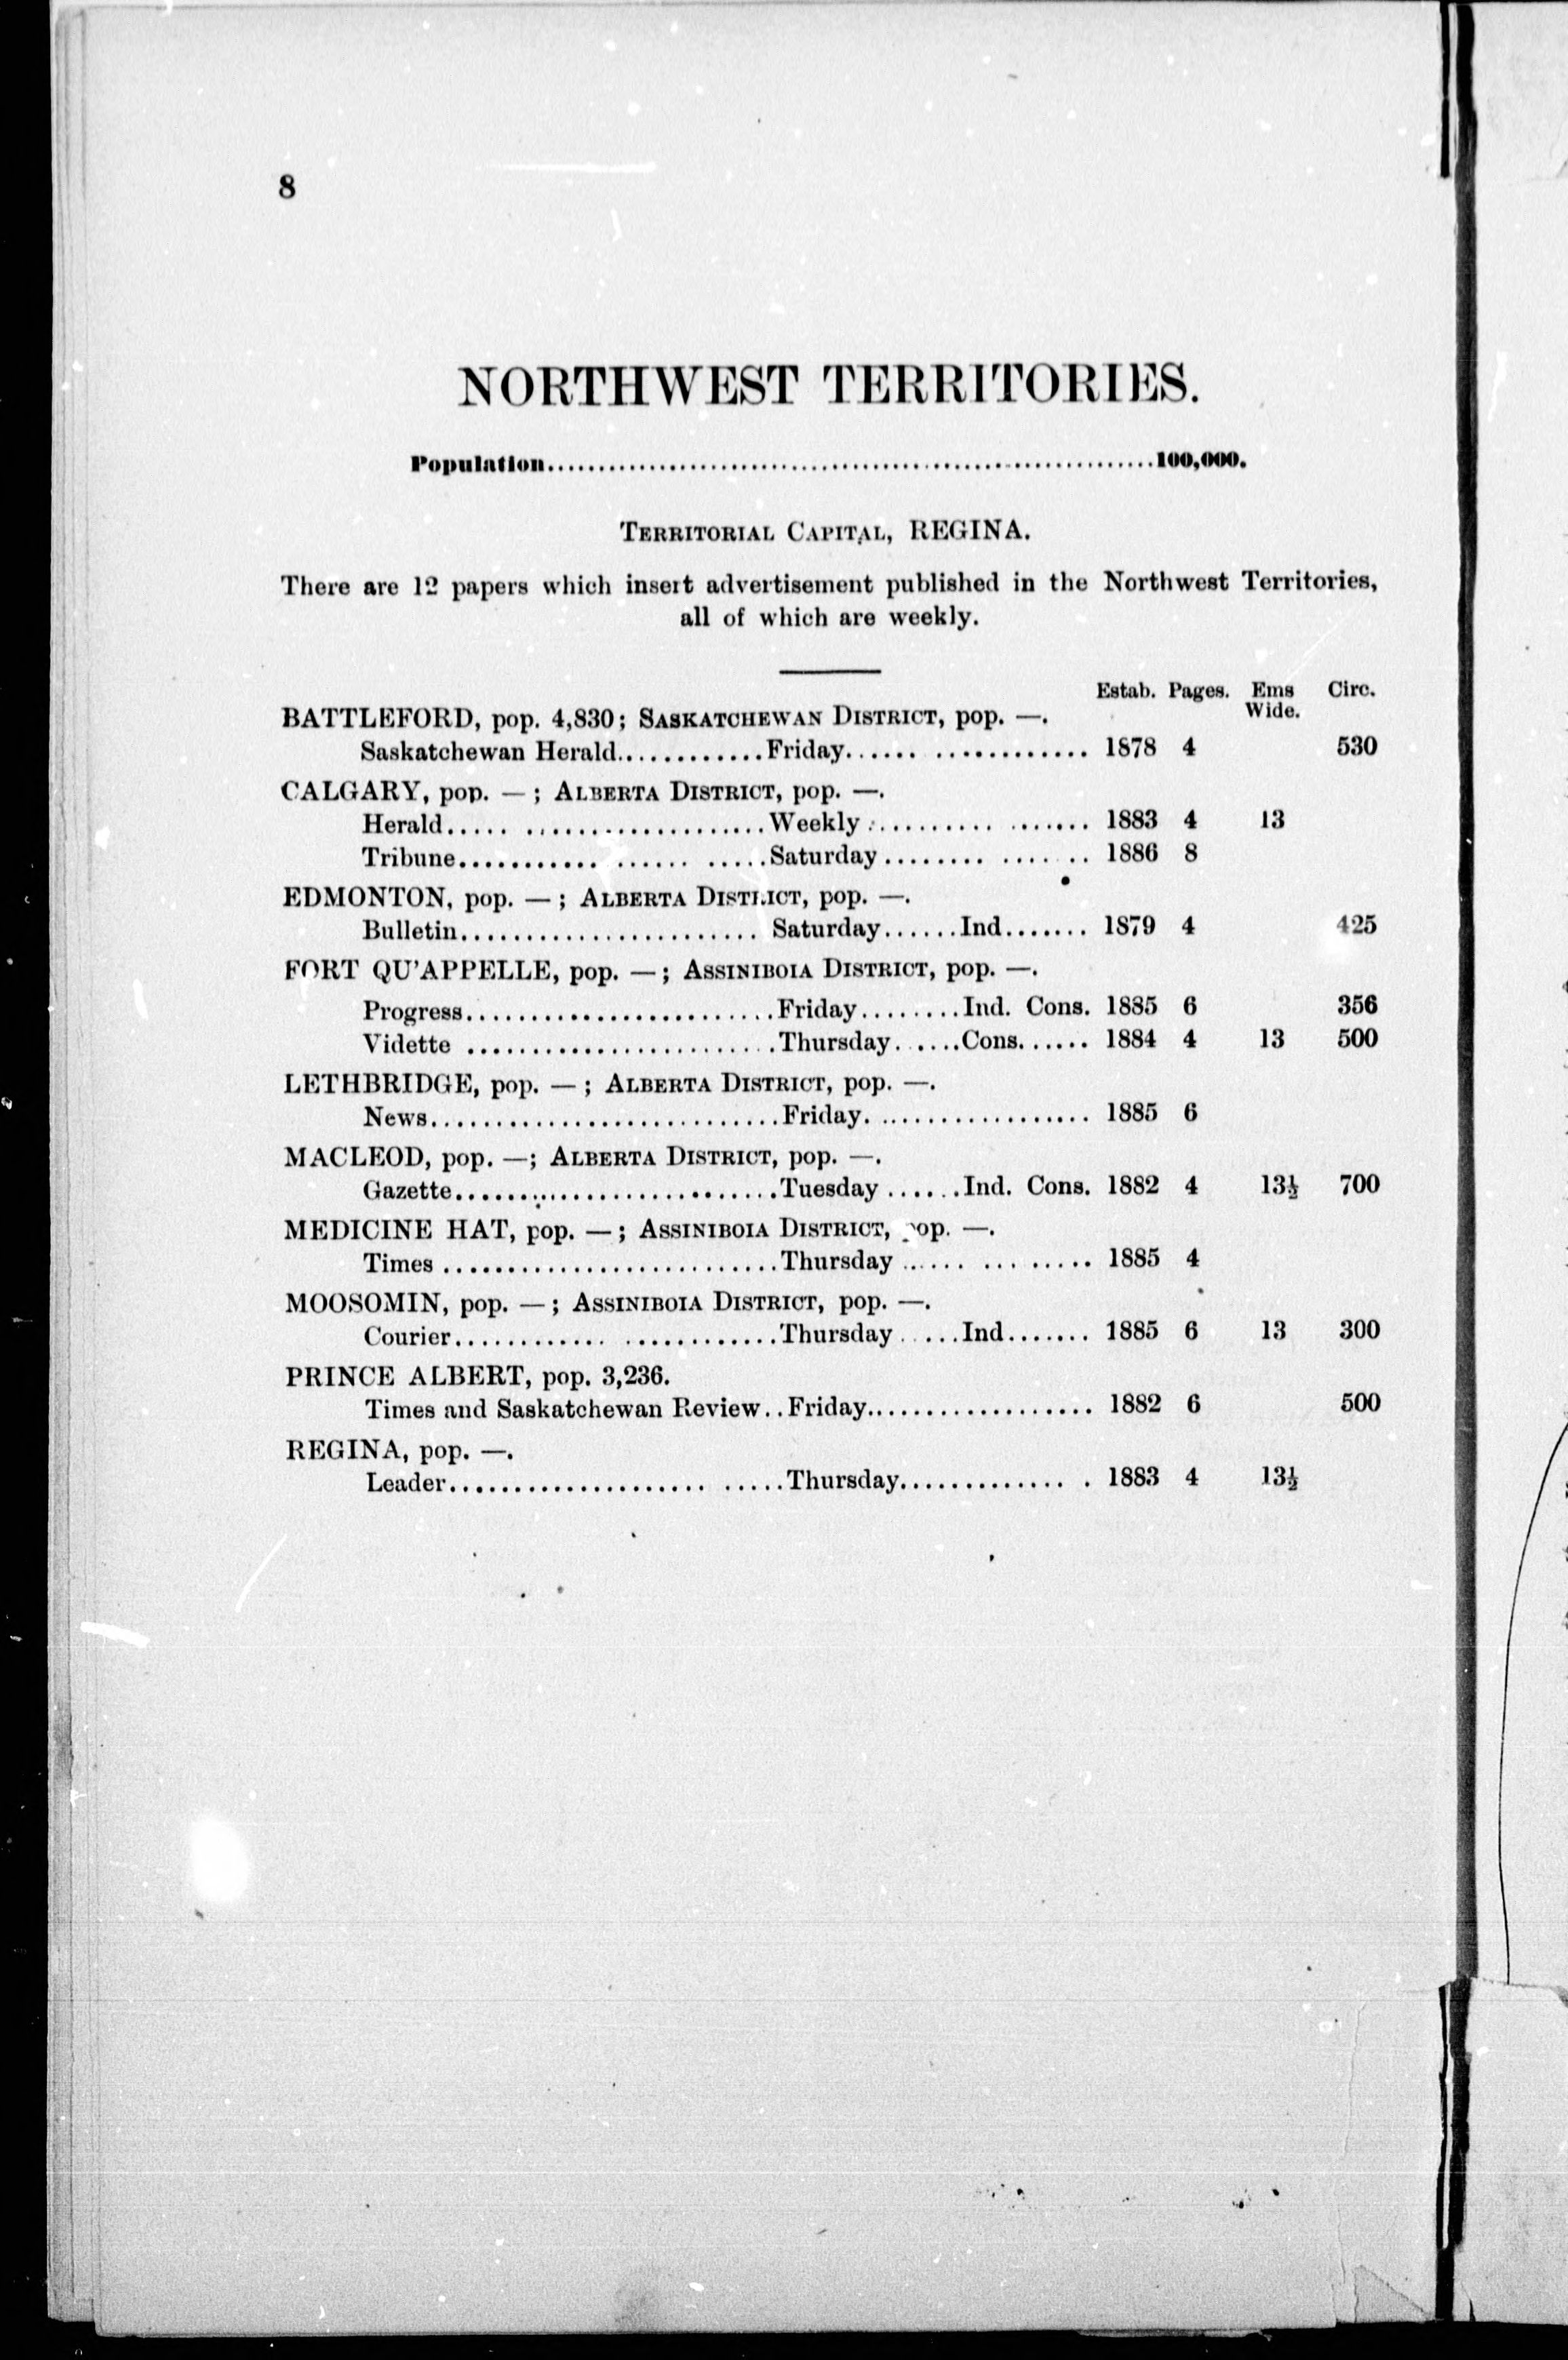 8
NORTHWEST TERRITORIES.
Population......................................................100,000.
TERRITORIAL CAPITAL, REGINA.
There are 12 papers which insert advertisement published in the Northwest Territories,
all of which are weekly.
Estab. Pages. Ems Wide. Circ.
BATTLEFORD, pop. 4,830; SASKATCHEWAN DISTRICT, pop. —.
Saskatchewan Herald............Friday.................. 1878 4 530
CALGARY, pop. — ; ALBERTA DISTRICT, pop. —.
Herald........................Weekly.................. 1883 4 13
Tribune.......................Saturday................ 1886 8
EDMONTON, pop. — ; ALBERTA DISTRICT, pop. —.
Bulletin....................... Saturday......Ind....... 1879 4 425
FORT QU'APPELLE, pop. — ; ASSINIBOIA DISTRICT, pop. —.
Progress........................Friday........Ind. Cons. 1885 6 356
Vidette ........................Thursday......Cons...... 1884 4 13 500
LETHBRIDGE, pop. — ; ALBERTA DISTRICT, pop. —.
News...........................Friday.................. 1885 6
MACLEOD, pop. —; ALBERTA DISTRICT, pop. —.
Gazette.........................Tuesday ......Ind. Cons. 1882 4 13½ 700
MEDICINE HAT, pop. — ; ASSINIBOIA DISTRICT, pop. —.
Times ..........................Thursday ............... 1885 4
MOOSOMIN, pop. — ; ASSINIBOIA DISTRICT, pop. —.
Courier.........................Thursday .....Ind....... 1885 6 13 300
PRINCE ALBERT, pop. 3,236.
Times and Saskatchewan Review..Friday.................. 1882 6 500
REGINA, pop. —.
Leader.........................Thursday............... 1883 4 13½